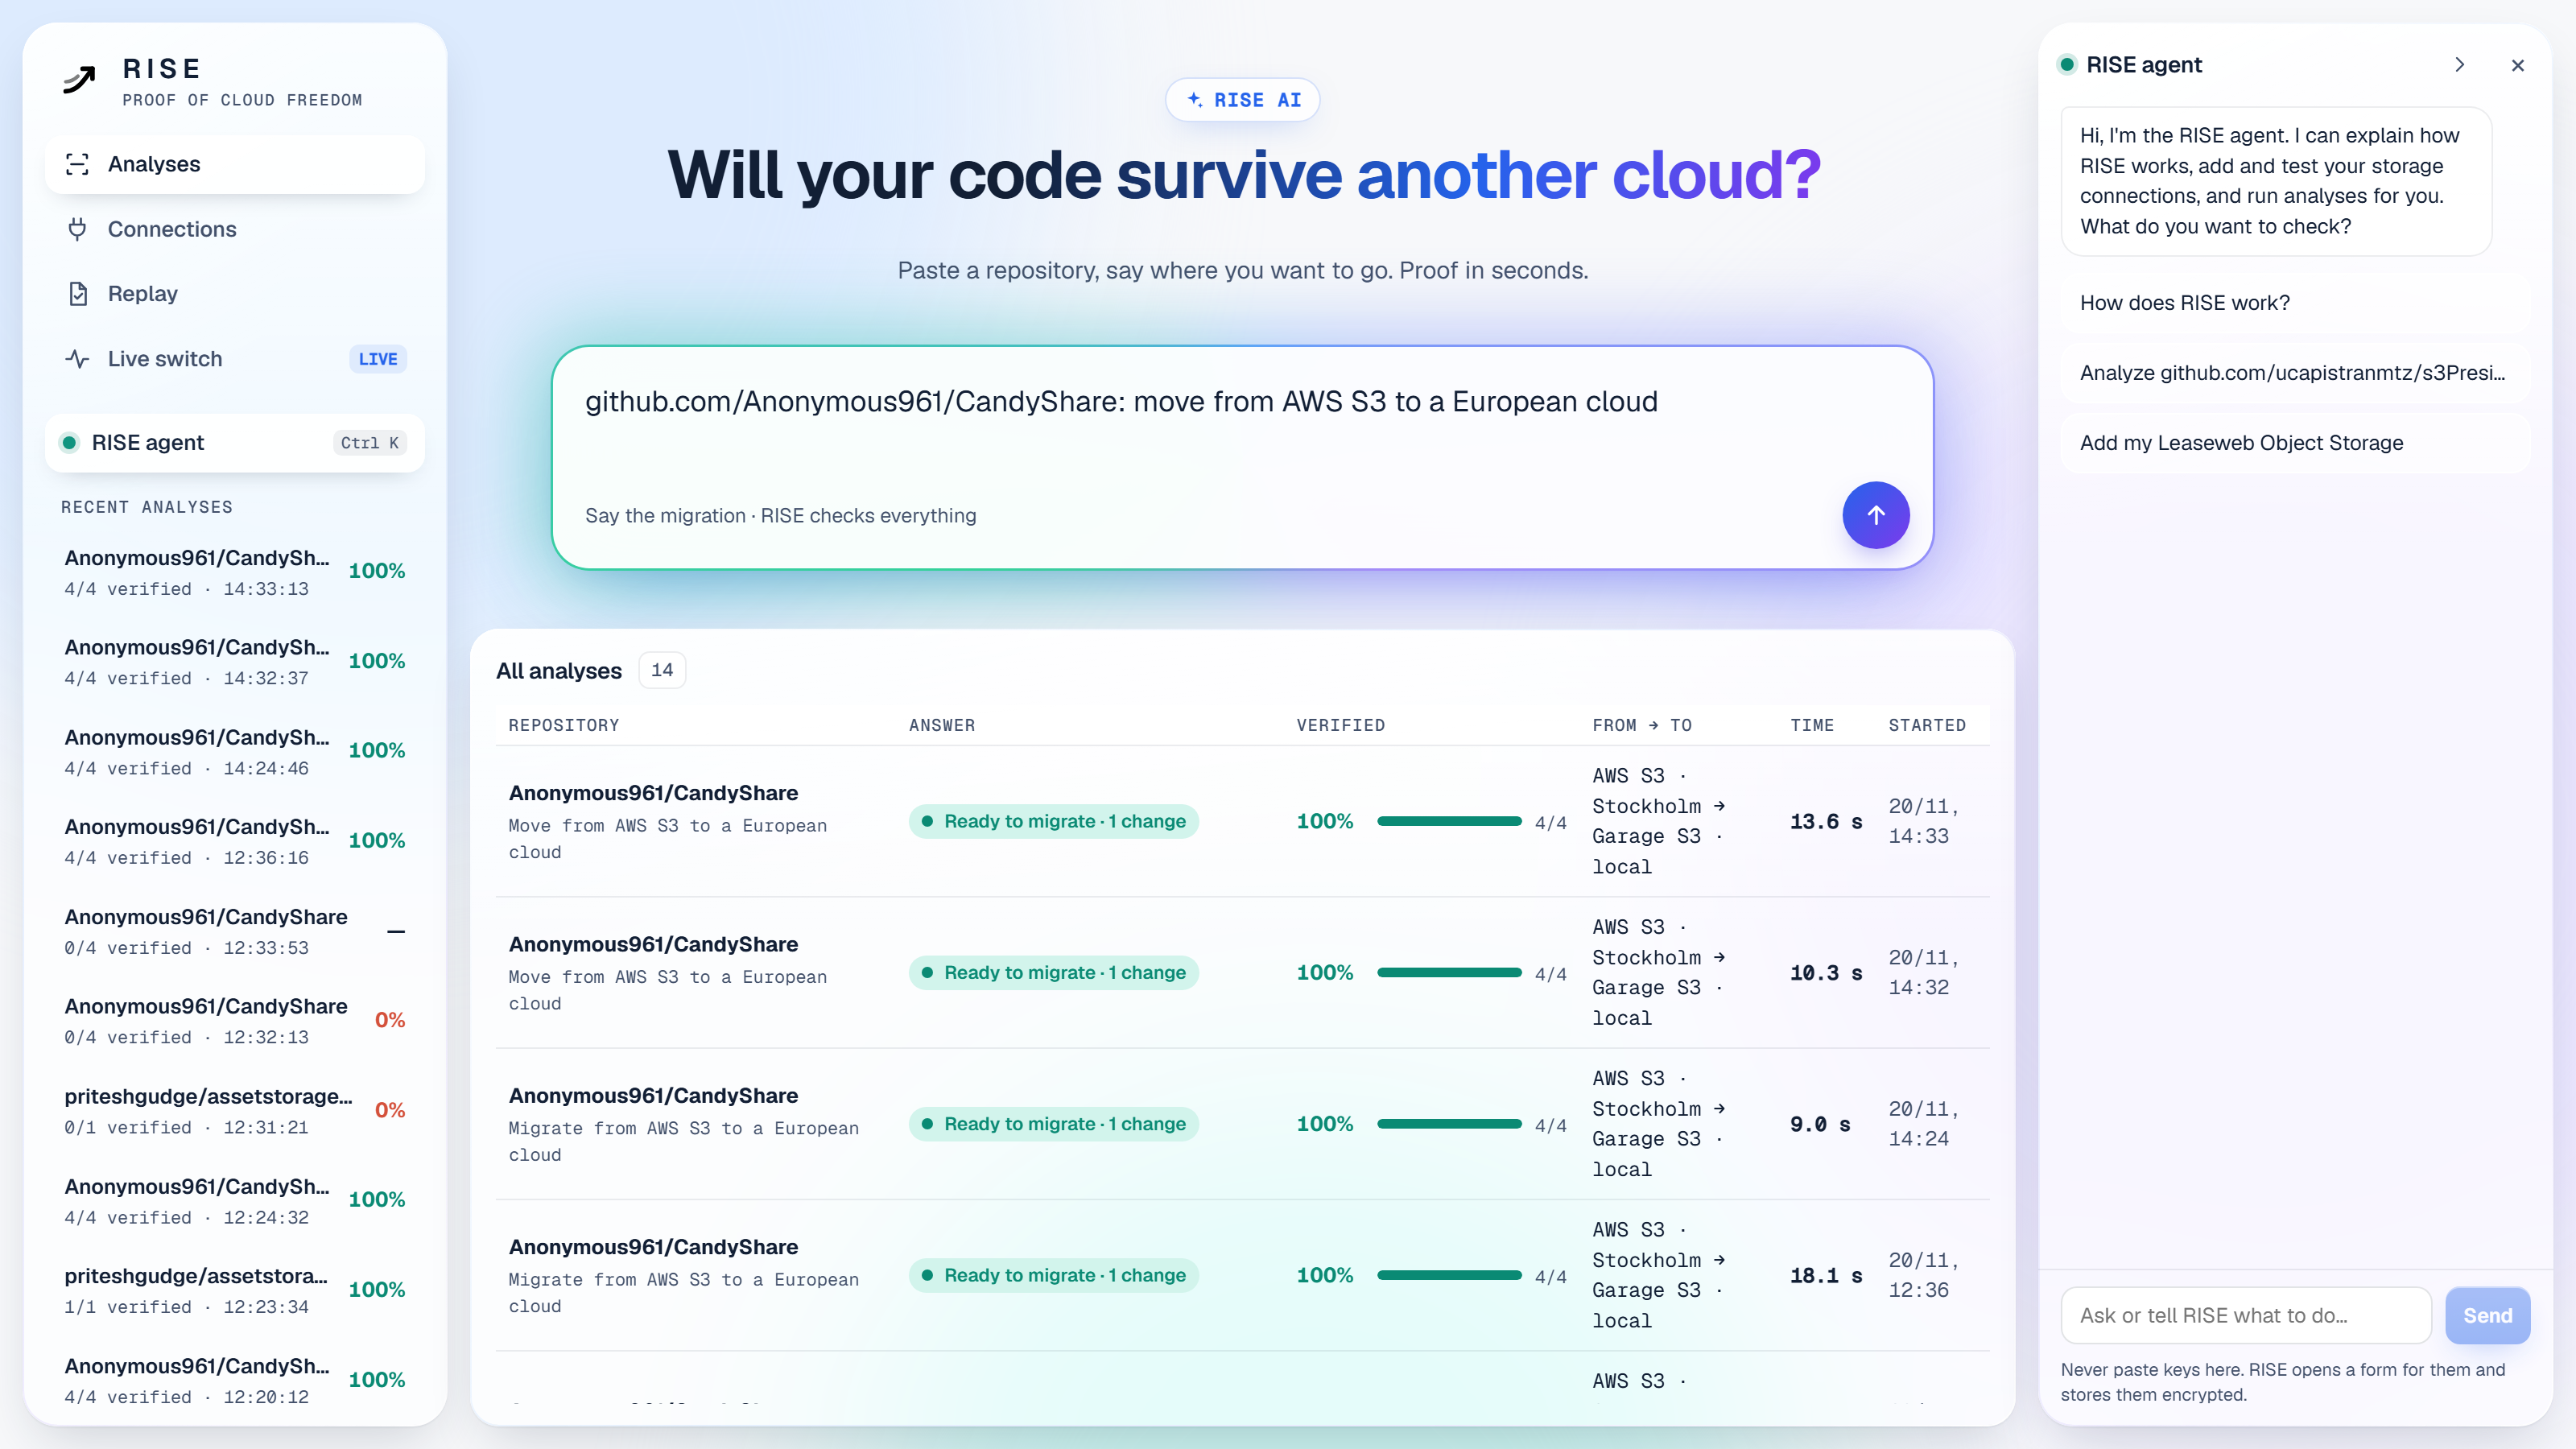 RISE
PROOF OF CLOUD FREEDOM
Analyses
Connections
Replay
Live switch LIVE
RISE agent Ctrl K
RECENT ANALYSES
Anonymous961/CandySh... 100%
4/4 verified · 14:33:13
Anonymous961/CandySh... 100%
4/4 verified · 14:32:37
Anonymous961/CandySh... 100%
4/4 verified · 14:24:46
Anonymous961/CandySh... 100%
4/4 verified · 12:36:16
Anonymous961/CandyShare —
0/4 verified · 12:33:53
Anonymous961/CandyShare 0%
0/4 verified · 12:32:13
priteshgudge/assetstorage... 0%
0/1 verified · 12:31:21
Anonymous961/CandySh... 100%
4/4 verified · 12:24:32
priteshgudge/assetstora... 100%
1/1 verified · 12:23:34
Anonymous961/CandySh... 100%
4/4 verified · 12:20:12
RISE AI
Will your code survive another cloud?
Paste a repository, say where you want to go. Proof in seconds.
github.com/Anonymous961/CandyShare: move from AWS S3 to a European cloud
Say the migration · RISE checks everything
All analyses 14
REPOSITORY ANSWER VERIFIED FROM → TO TIME STARTED
Anonymous961/CandyShare
Move from AWS S3 to a European
cloud
Ready to migrate · 1 change
100% 4/4
AWS S3 ·
Stockholm →
Garage S3 ·
local
13.6 s
20/11,
14:33
Anonymous961/CandyShare
Move from AWS S3 to a European
cloud
Ready to migrate · 1 change
100% 4/4
AWS S3 ·
Stockholm →
Garage S3 ·
local
10.3 s
20/11,
14:32
Anonymous961/CandyShare
Migrate from AWS S3 to a European
cloud
Ready to migrate · 1 change
100% 4/4
AWS S3 ·
Stockholm →
Garage S3 ·
local
9.0 s
20/11,
14:24
Anonymous961/CandyShare
Migrate from AWS S3 to a European
cloud
Ready to migrate · 1 change
100% 4/4
AWS S3 ·
Stockholm →
Garage S3 ·
local
18.1 s
20/11,
12:36
AWS S3 ·
RISE agent
Hi, I'm the RISE agent. I can explain how
RISE works, add and test your storage
connections, and run analyses for you.
What do you want to check?
How does RISE work?
Analyze github.com/ucapistranmtz/s3Presi...
Add my Leaseweb Object Storage
Ask or tell RISE what to do...
Send
Never paste keys here. RISE opens a form for them and
stores them encrypted.